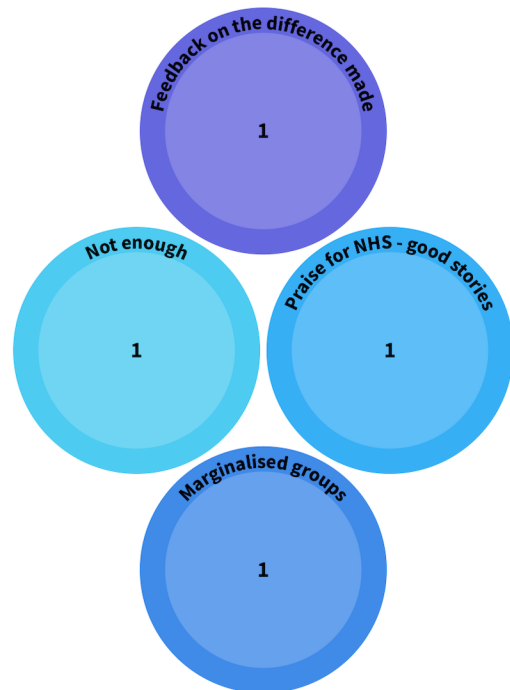 Feedback on the difference made
1
Not enough
1
Praise for NHS - good stories
1
Marginalised groups
1